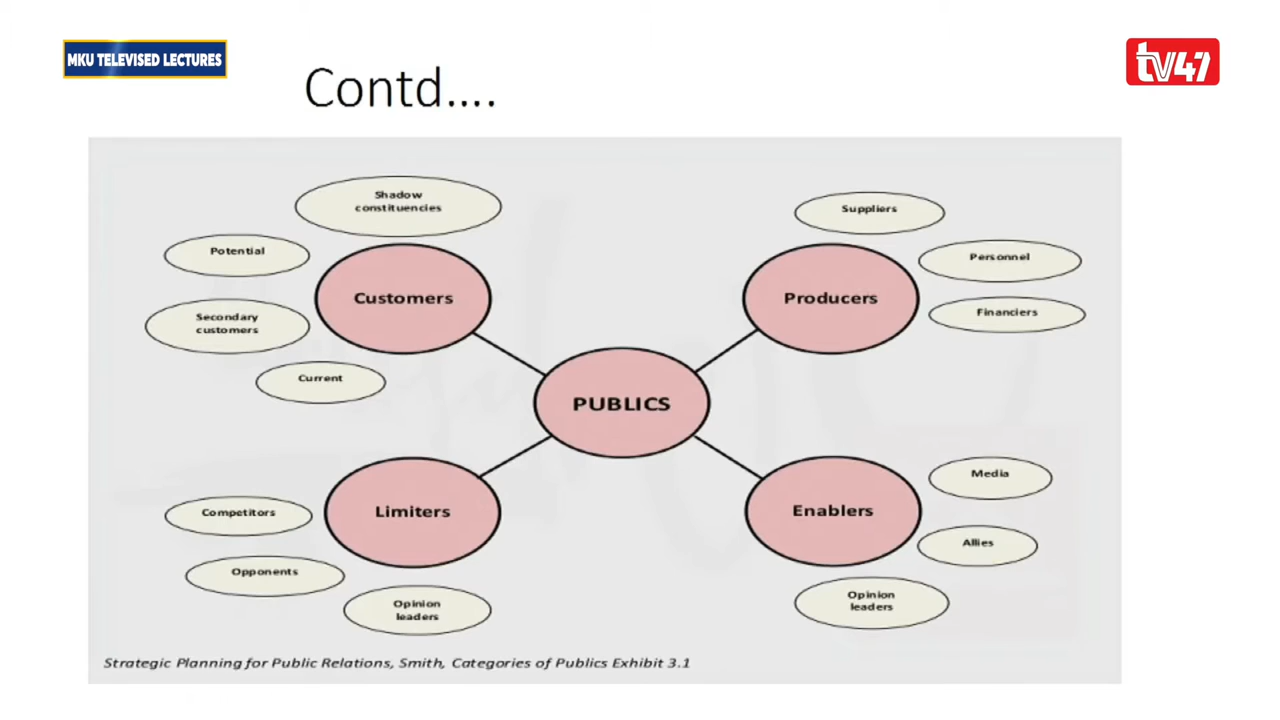 MKU TELEVISED LECTURES
tv47
Contd....
Shadow
constituencies
Potential
Customers
Secondary
customers
Current
Suppliers
Personnel
Producers
Financiers
PUBLICS
Competitors
Limiters
Opponents
Opinion
leaders
Media
Enablers
Allies
Opinion
leaders
Strategic Planning for Public Relations, Smith, Categories of Publics Exhibit 3.1